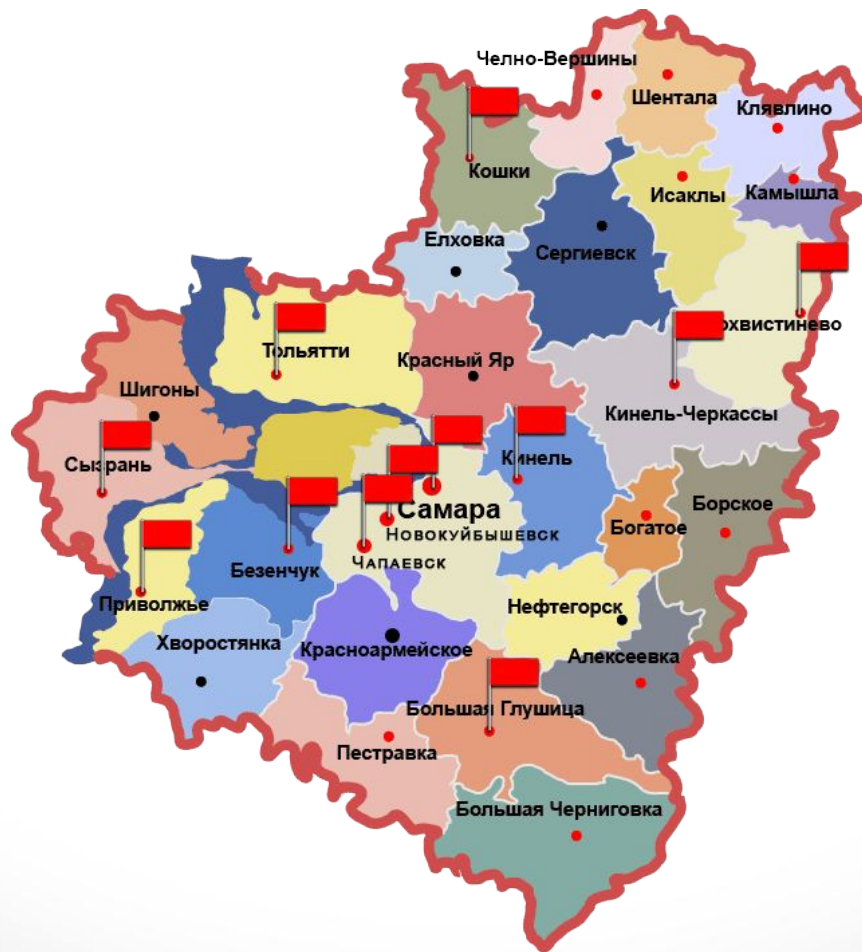 Челно-Вершины
Шентала
Клявлино
Кошки
Исаклы
Камышла
Елховка
Сергиевск
охвистинево
Тольятти
Красный Яр
Шигоны
Кинель-Черкассы
Сызрань
Кинель
Самара
Борское
Богатое
Новокуйбышевск
Чапаевск
Безенчук
Приволжье
Нефтегорск
Хворостянка
Красноармейское
Алексеевка
Большая Глушица
Пестравка
Большая Черниговка